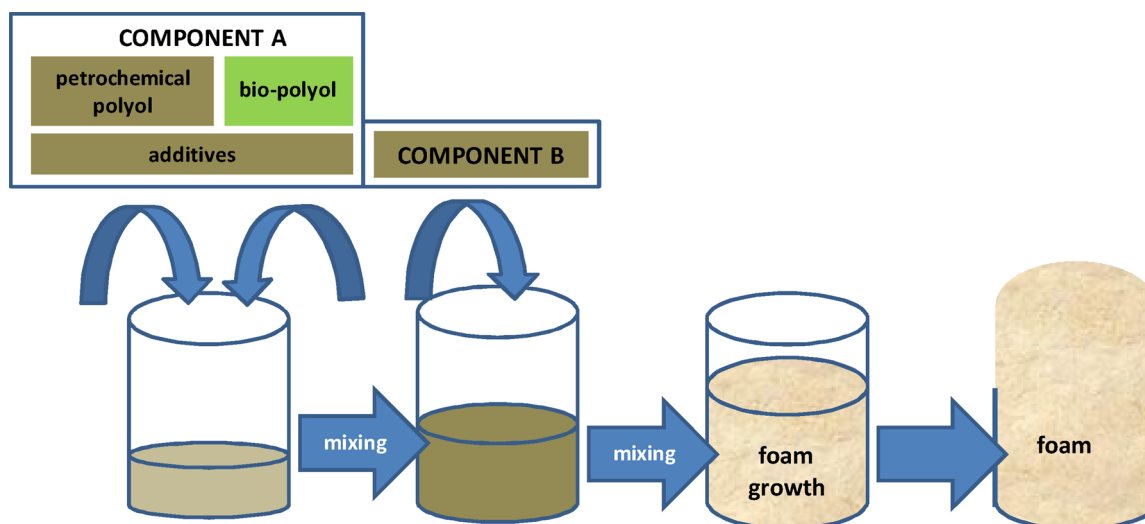 COMPONENT A
petrochemical
polyol
bio-polyol
additives
COMPONENT B
mixing
mixing
foam
growth
foam